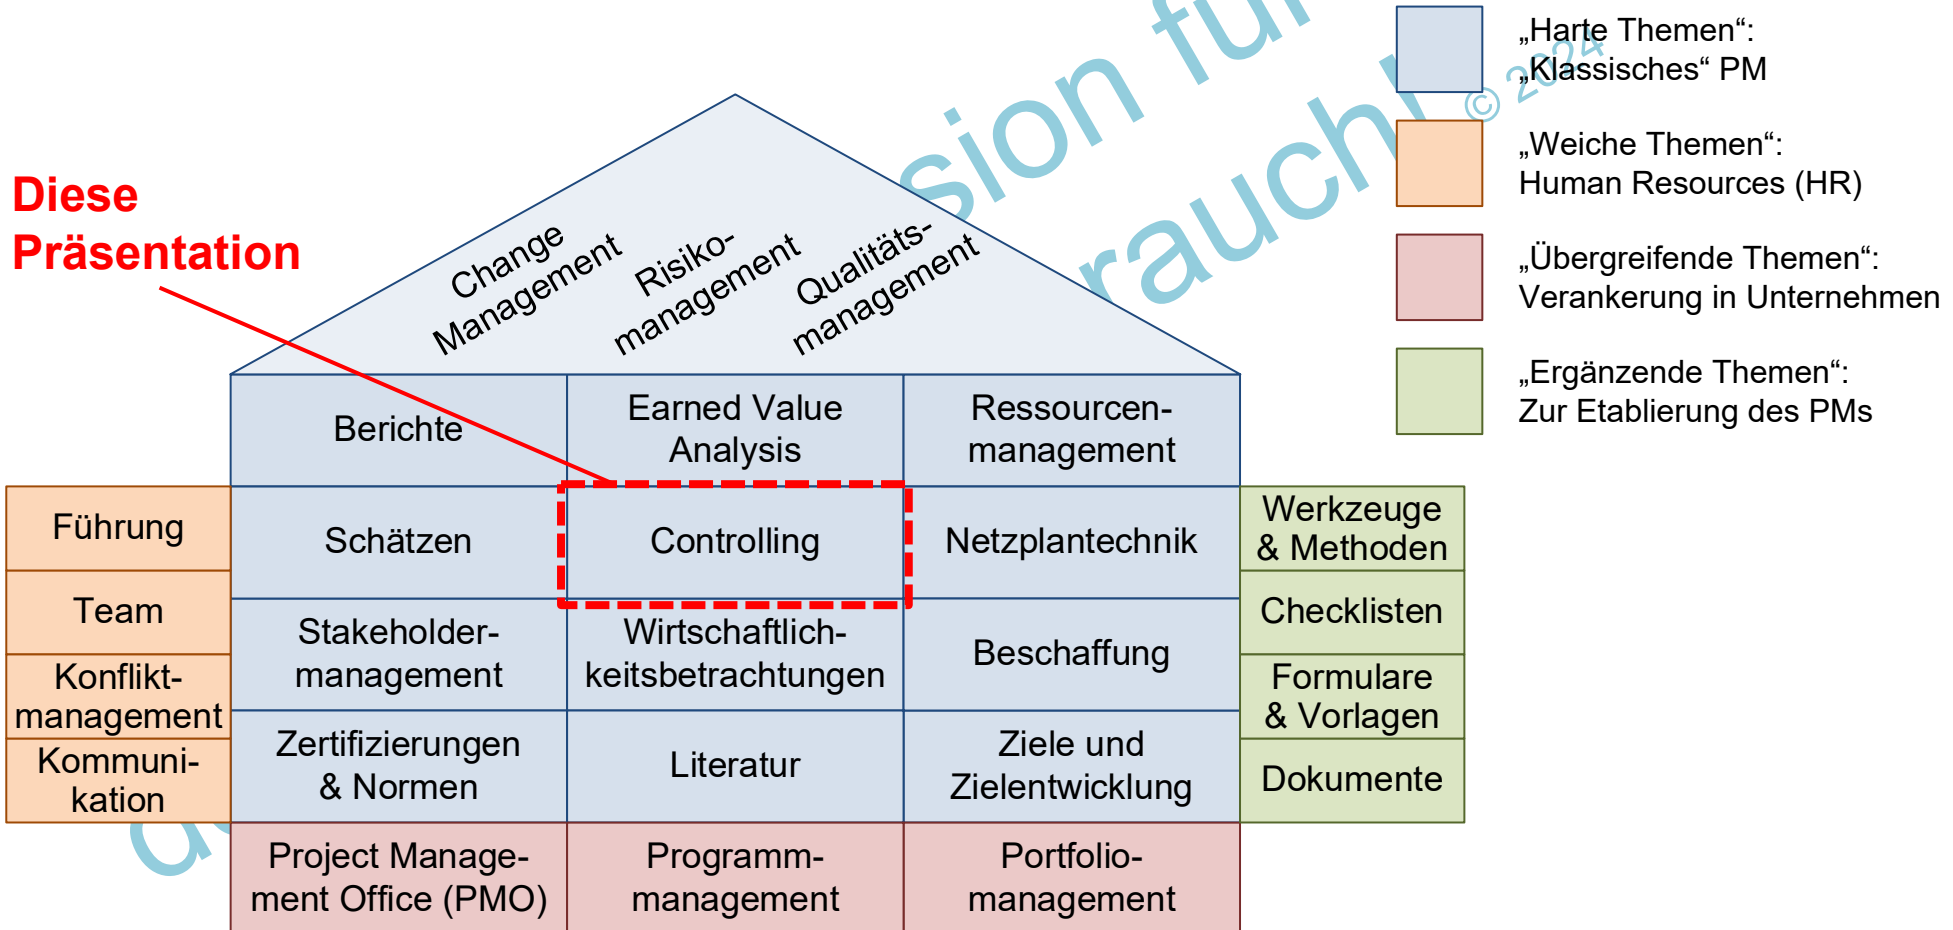 „Harte Themen“:
„Klassisches“ PM
© 2024
„Weiche Themen“:
Human Resources (HR)
„Übergreifende Themen“:
Verankerung in Unternehmen
„Ergänzende Themen“:
Zur Etablierung des PMs
Diese
Präsentation
Change
Management
Risiko-
management
Qualitäts-
management
Berichte
Earned Value
Analysis
Ressourcen-
management
Führung
Team
Konflikt-
management
Kommuni-
kation
Schätzen
Controlling
Netzplantechnik
Stakeholder-
management
Wirtschaftlich-
keitsbetrachtungen
Beschaffung
Zertifizierungen
& Normen
Literatur
Ziele und
Zielentwicklung
Werkzeuge
& Methoden
Checklisten
Formulare
& Vorlagen
Dokumente
Project Manage-
ment Office (PMO)
Programm-
management
Portfolio-
management